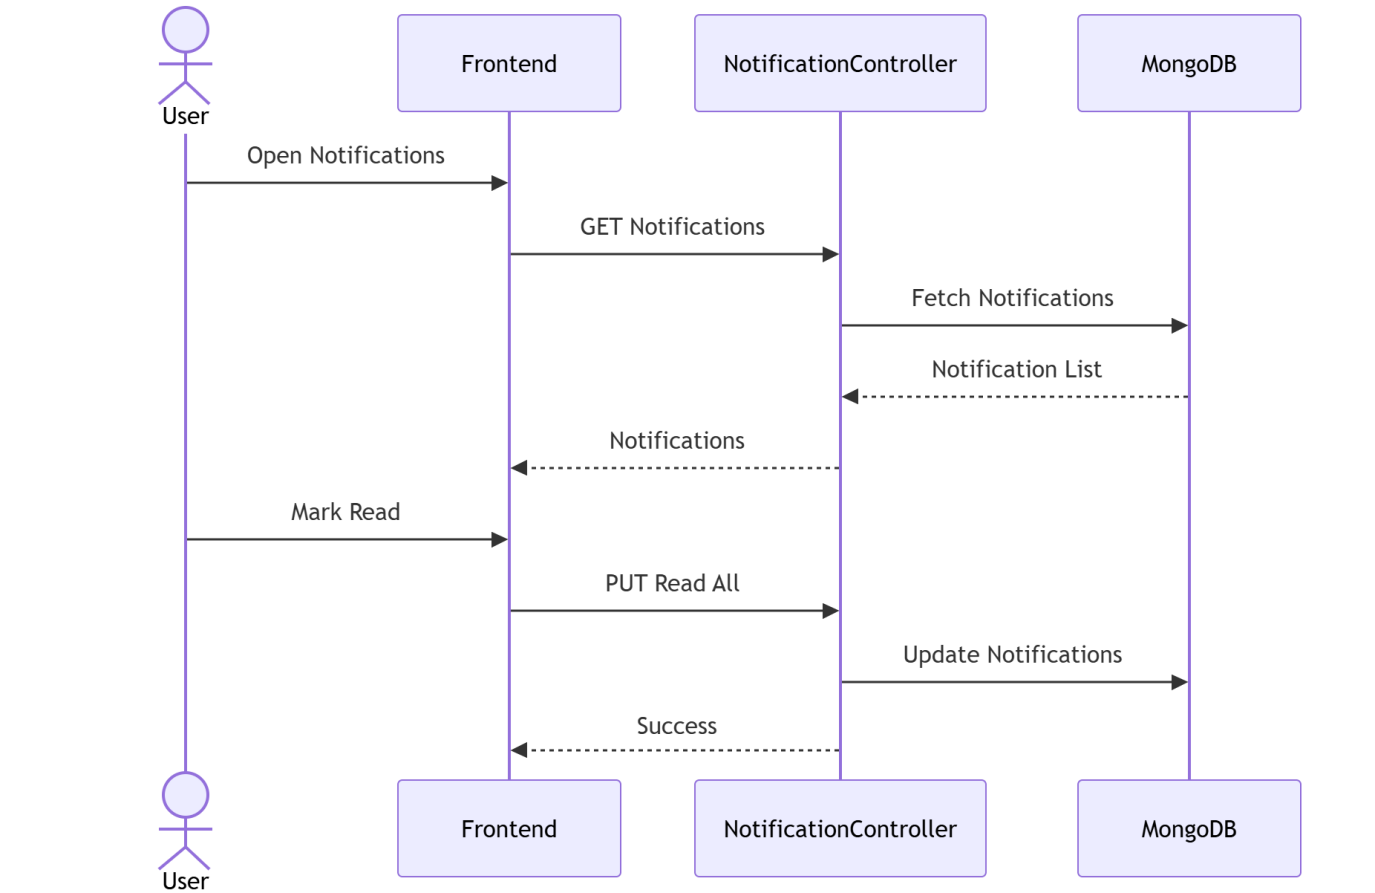 User
Frontend
NotificationController
MongoDB
Open Notifications
GET Notifications
Fetch Notifications
Notification List
Notifications
Mark Read
PUT Read All
Update Notifications
Success
User
Frontend
NotificationController
MongoDB